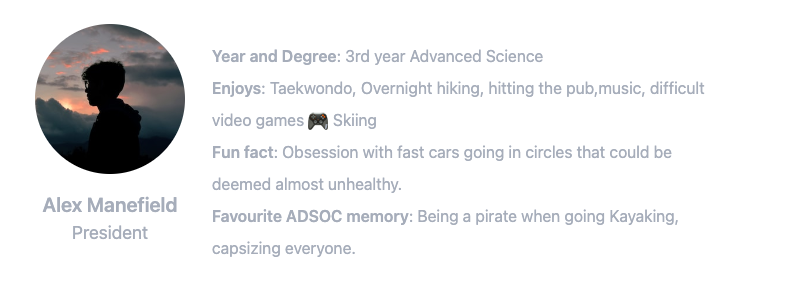 Year and Degree: 3rd year Advanced Science
Enjoys: Taekwondo, Overnight hiking, hitting the pub,music, difficult
video games 🎮 Skiing
Fun fact: Obsession with fast cars going in circles that could be
deemed almost unhealthy.
Favourite ADSOC memory: Being a pirate when going Kayaking,
capsizing everyone.
Alex Manefield
President